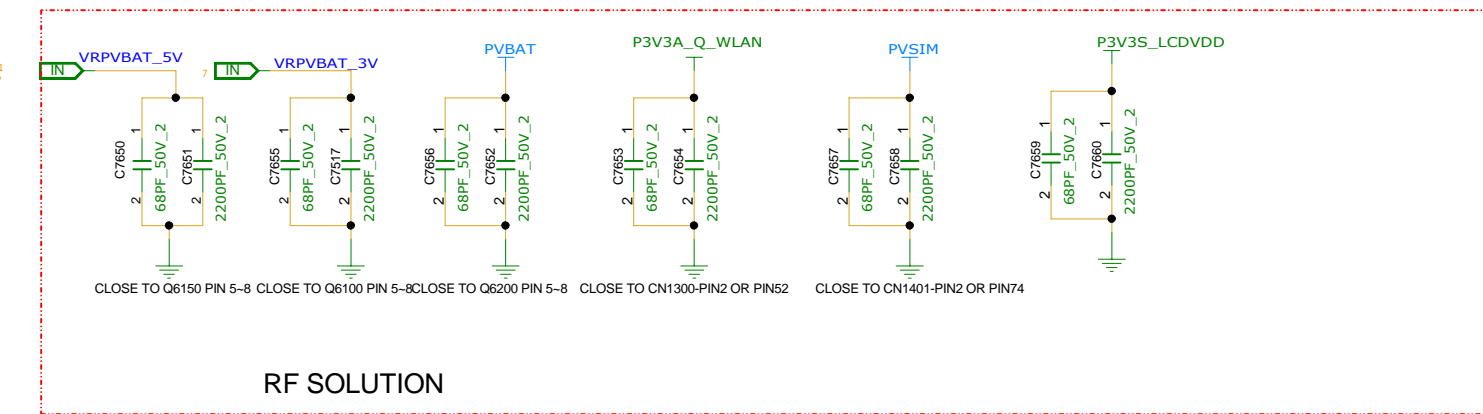 VRPVBAT_5V
IN
7
IN
VRPVBAT_3V
PVBAT
P3V3A_Q_WLAN
PVSIM
P3V3S_LCDVDD
C7650
1
2
68PF_50V_2
C7651
1
2
2200PF_50V_2
C7655
1
2
68PF_50V_2
C7517
1
2
2200PF_50V_2
C7656
1
2
68PF_50V_2
C7652
1
2
2200PF_50V_2
C7653
1
2
68PF_50V_2
C7654
1
2
2200PF_50V_2
C7657
1
2
68PF_50V_2
C7658
1
2
2200PF_50V_2
C7659
1
2
68PF_50V_2
C7660
1
2
2200PF_50V_2
CLOSE TO Q6150 PIN 5~8
CLOSE TO Q6100 PIN 5~8
CLOSE TO Q6200 PIN 5~8
CLOSE TO CN1300-PIN2 OR PIN52
CLOSE TO CN1401-PIN2 OR PIN74
RF SOLUTION